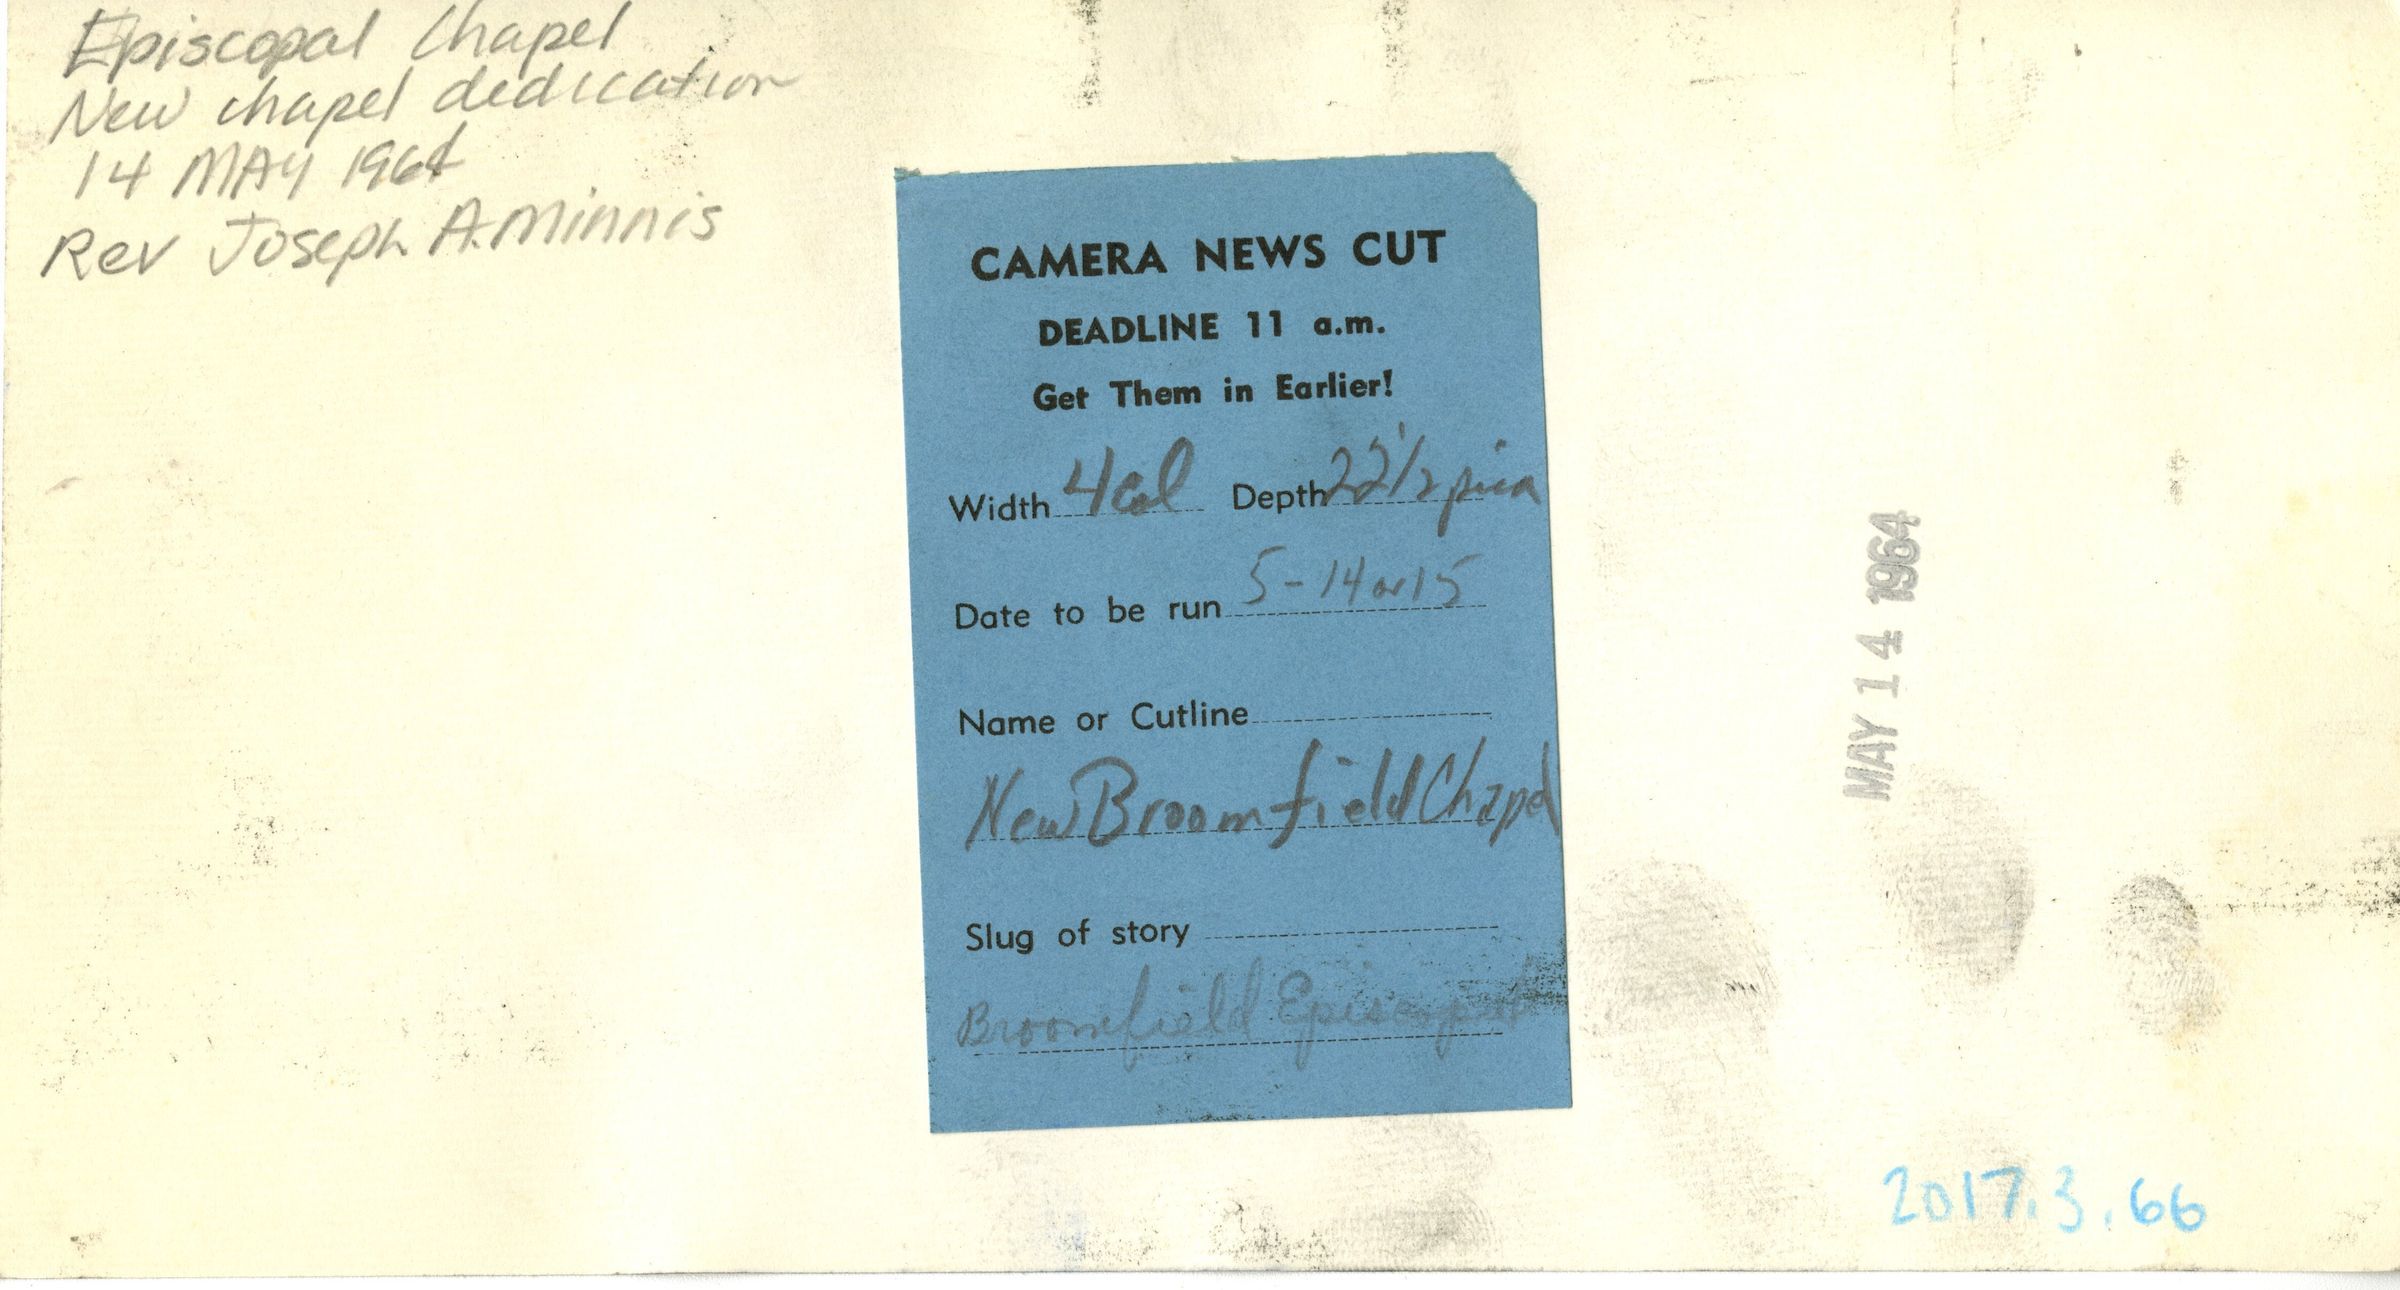 Episcopal Chapel
New chapel dedication
14 MAY 1964
Rev Joseph A. Minnis
CAMERA NEWS CUT
DEADLINE 11 a.m.
Get Them in Earlier!
Width 4 col Depth 22 1/2 pica
Date to be run 5-14 or 15
Name or Cutline
New Broomfield Chapel
Slug of story
Broomfield Episcopal
MAY 14 1964
2017.3.66